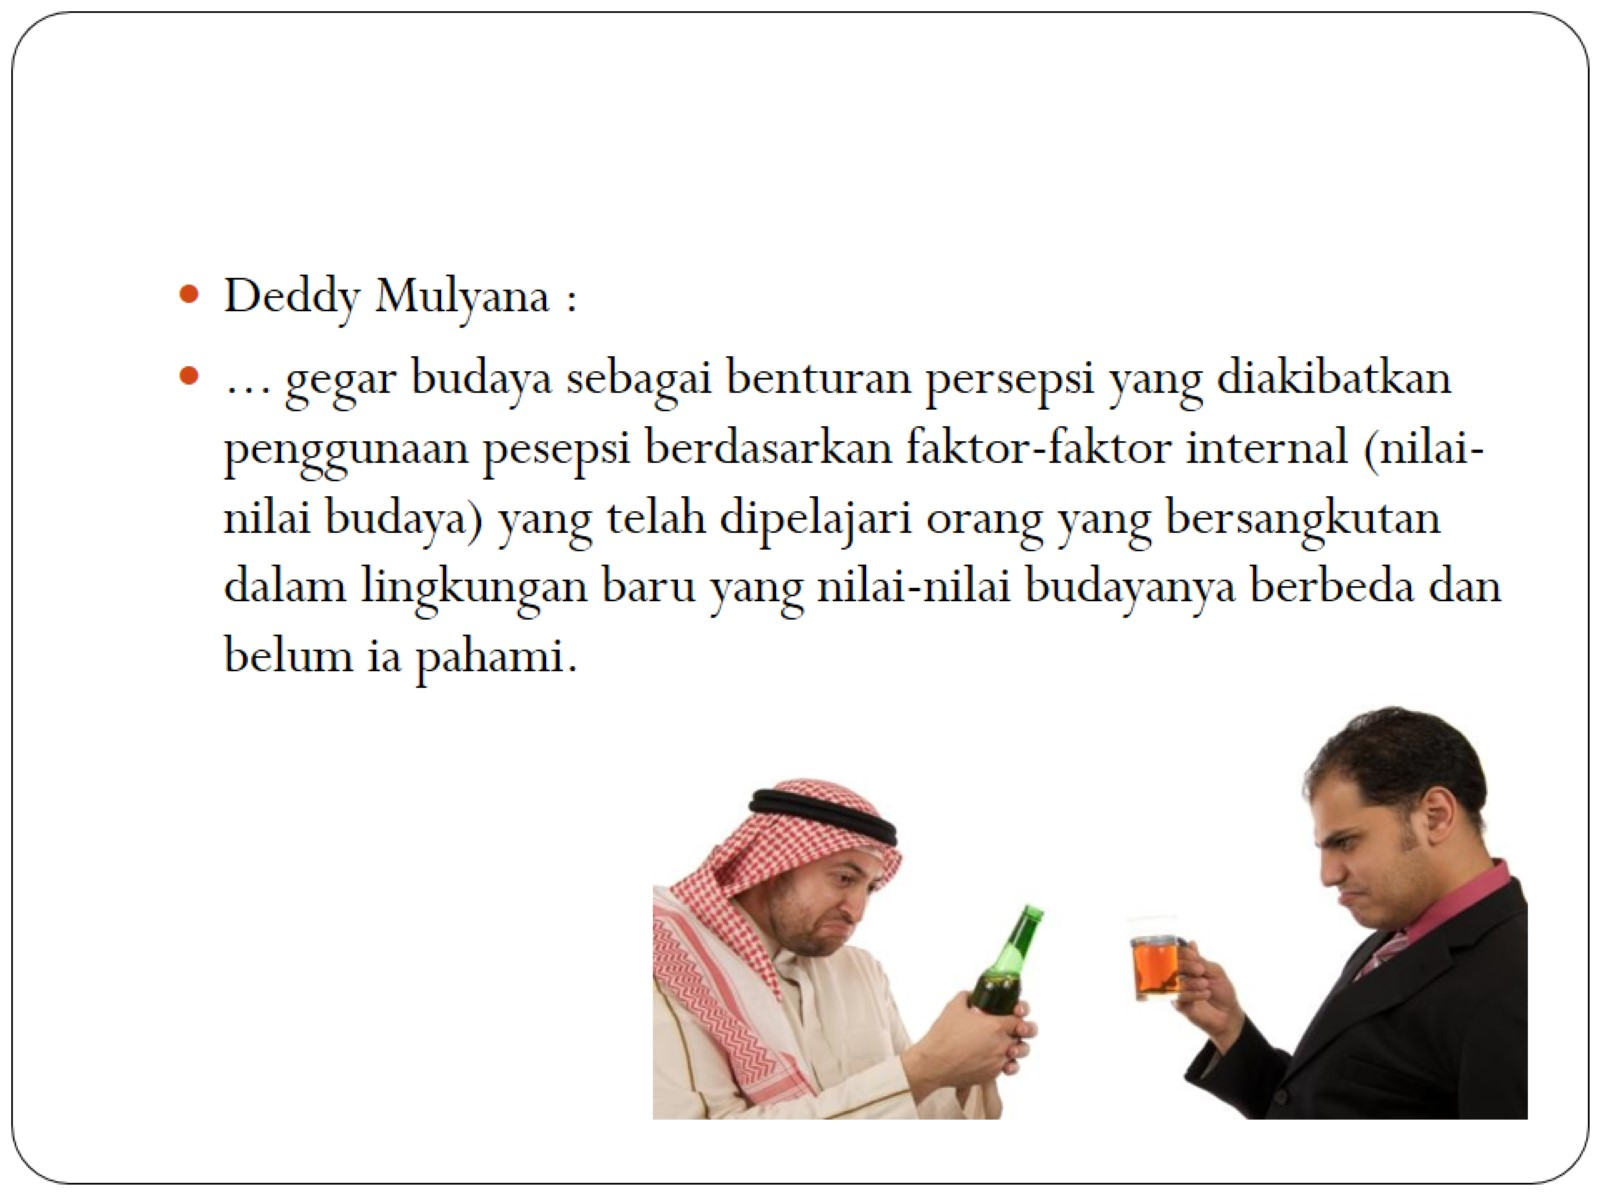 Deddy Mulyana :
... gegar budaya sebagai benturan persepsi yang diakibatkan
penggunaan pesepsi berdasarkan faktor-faktor internal (nilai-
nilai budaya) yang telah dipelajari orang yang bersangkutan
dalam lingkungan baru yang nilai-nilai budayanya berbeda dan
belum ia pahami.